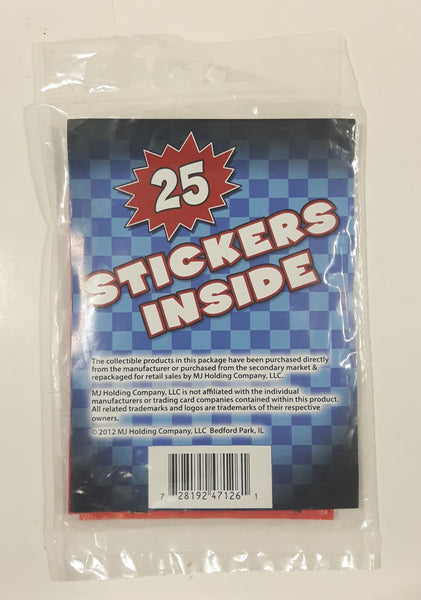 25
STICKERS
INSIDE
The collectible products in this package have been purchased directly
from the manufacturer or purchased from the secondary market &
repackaged for retail sales by MJ Holding Company, LLC.
MJ Holding Company, LLC is not affiliated with the individual
manufacturers or trading card companies contained within this product.
All related trademarks and logos are trademarks of their respective
owners.
© 2012 MJ Holding Company, LLC Bedford Park, IL
7 28192 47126 1